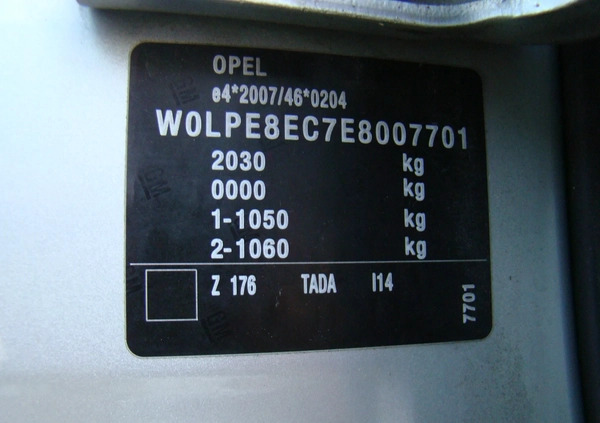 OPEL
e4*2007/46*0204
W0LPE8EC7E8007701
2030 kg
0000 kg
1-1050 kg
2-1060 kg
Z 176 TADA I14
7701